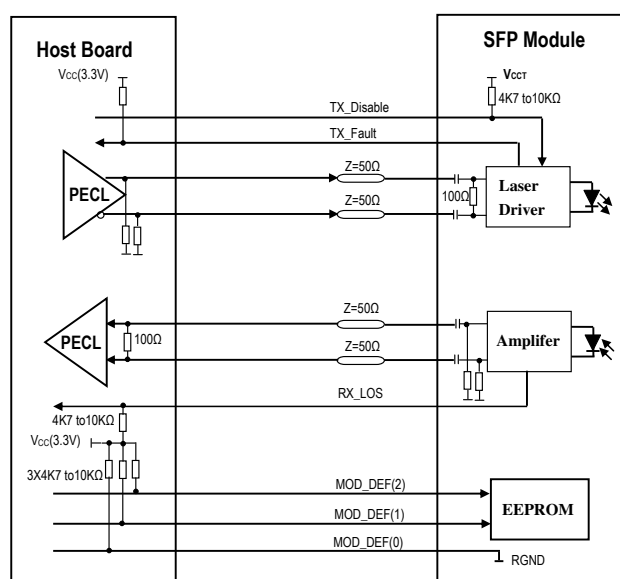 Host Board
SFP Module
Vcc(3.3V)
VCCT
4K7 to10KΩ
TX_Disable
TX_Fault
Z=50Ω
PECL
100Ω
Laser
Driver
Z=50Ω
Z=50Ω
PECL
100Ω
Amplifer
Z=50Ω
RX_LOS
4K7 to10KΩ
Vcc(3.3V)
3X4K7 to10KΩ
MOD_DEF(2)
EEPROM
MOD_DEF(1)
MOD_DEF(0)
RGND